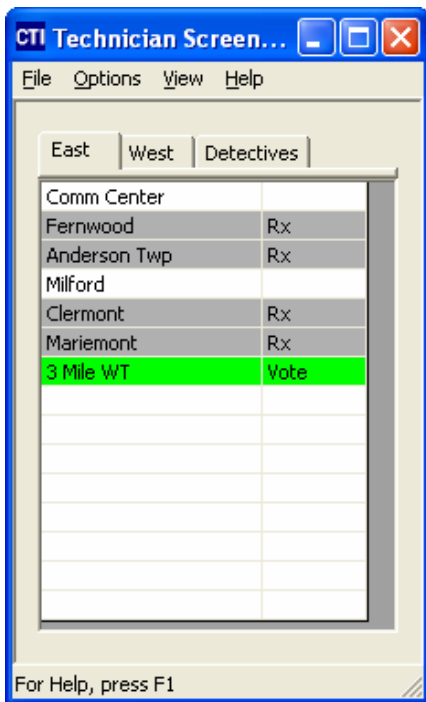 CTI Technician Screen...
File Options View Help
East West Detectives
Comm Center
Fernwood Rx
Anderson Twp Rx
Milford
Clermont Rx
Mariemont Rx
3 Mile WT Vote
For Help, press F1